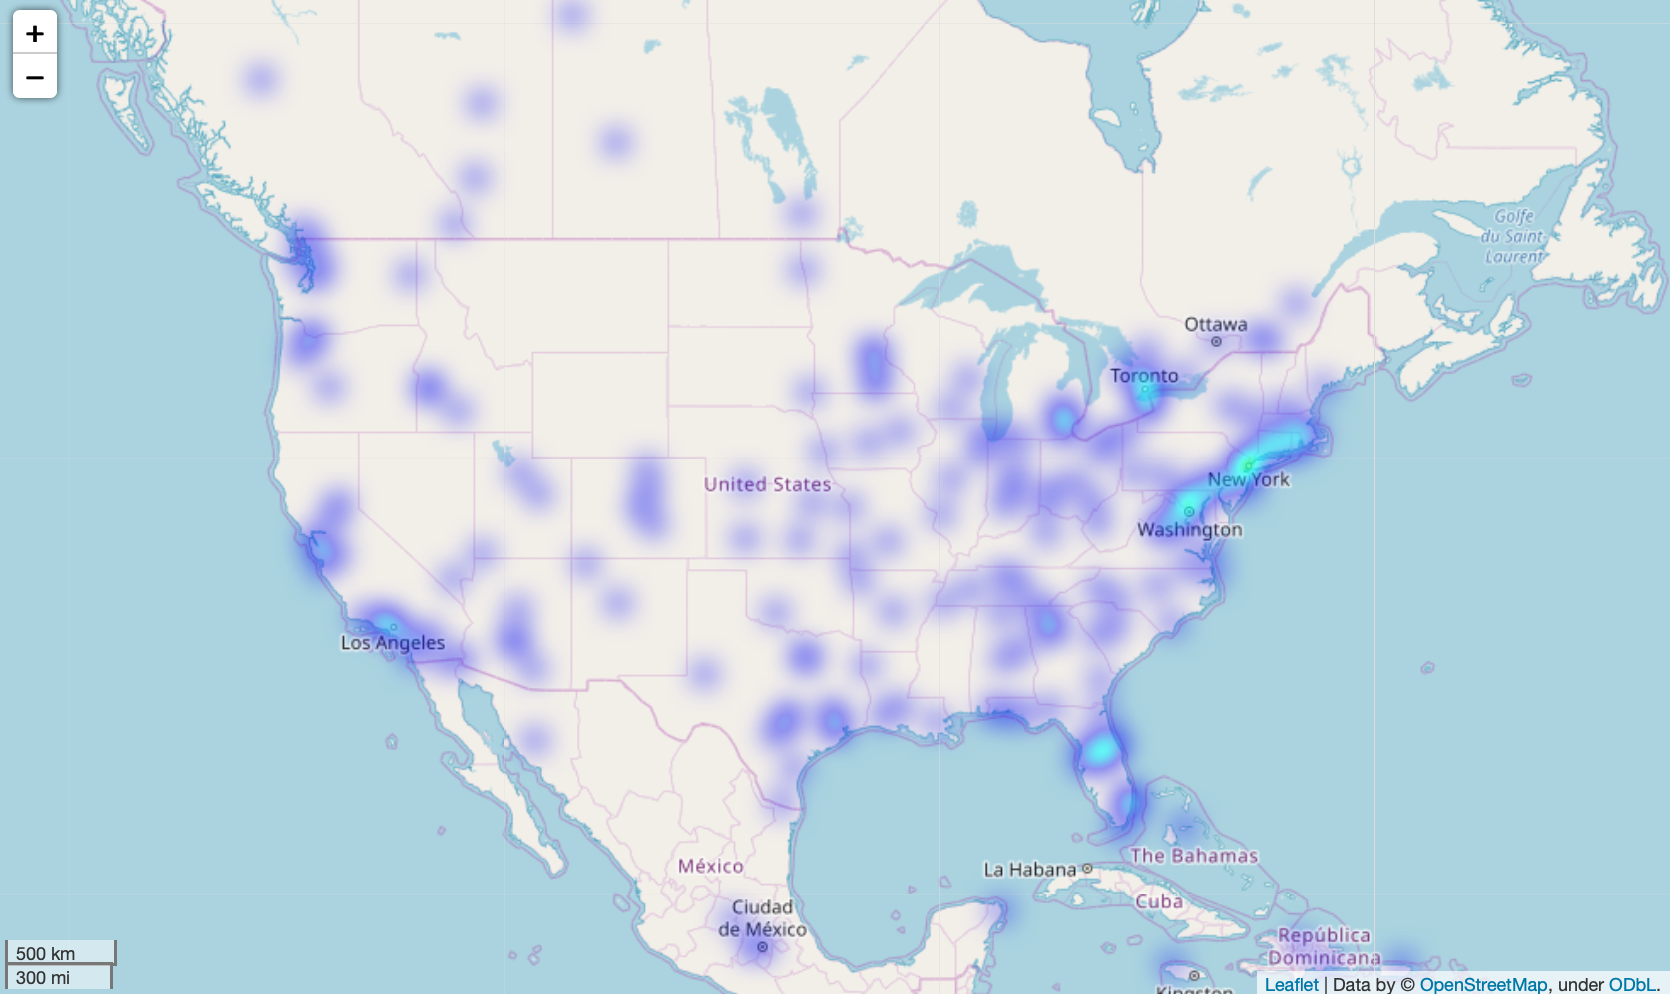 +
−
Golfe
du Saint-
Laurent
Ottawa
Toronto
United States
New York
Washington
Los Angeles
México
The Bahamas
La Habana
Cuba
Ciudad
de México
República
Dominicana
500 km
300 mi
Kingston
Leaflet | Data by © OpenStreetMap, under ODbL.